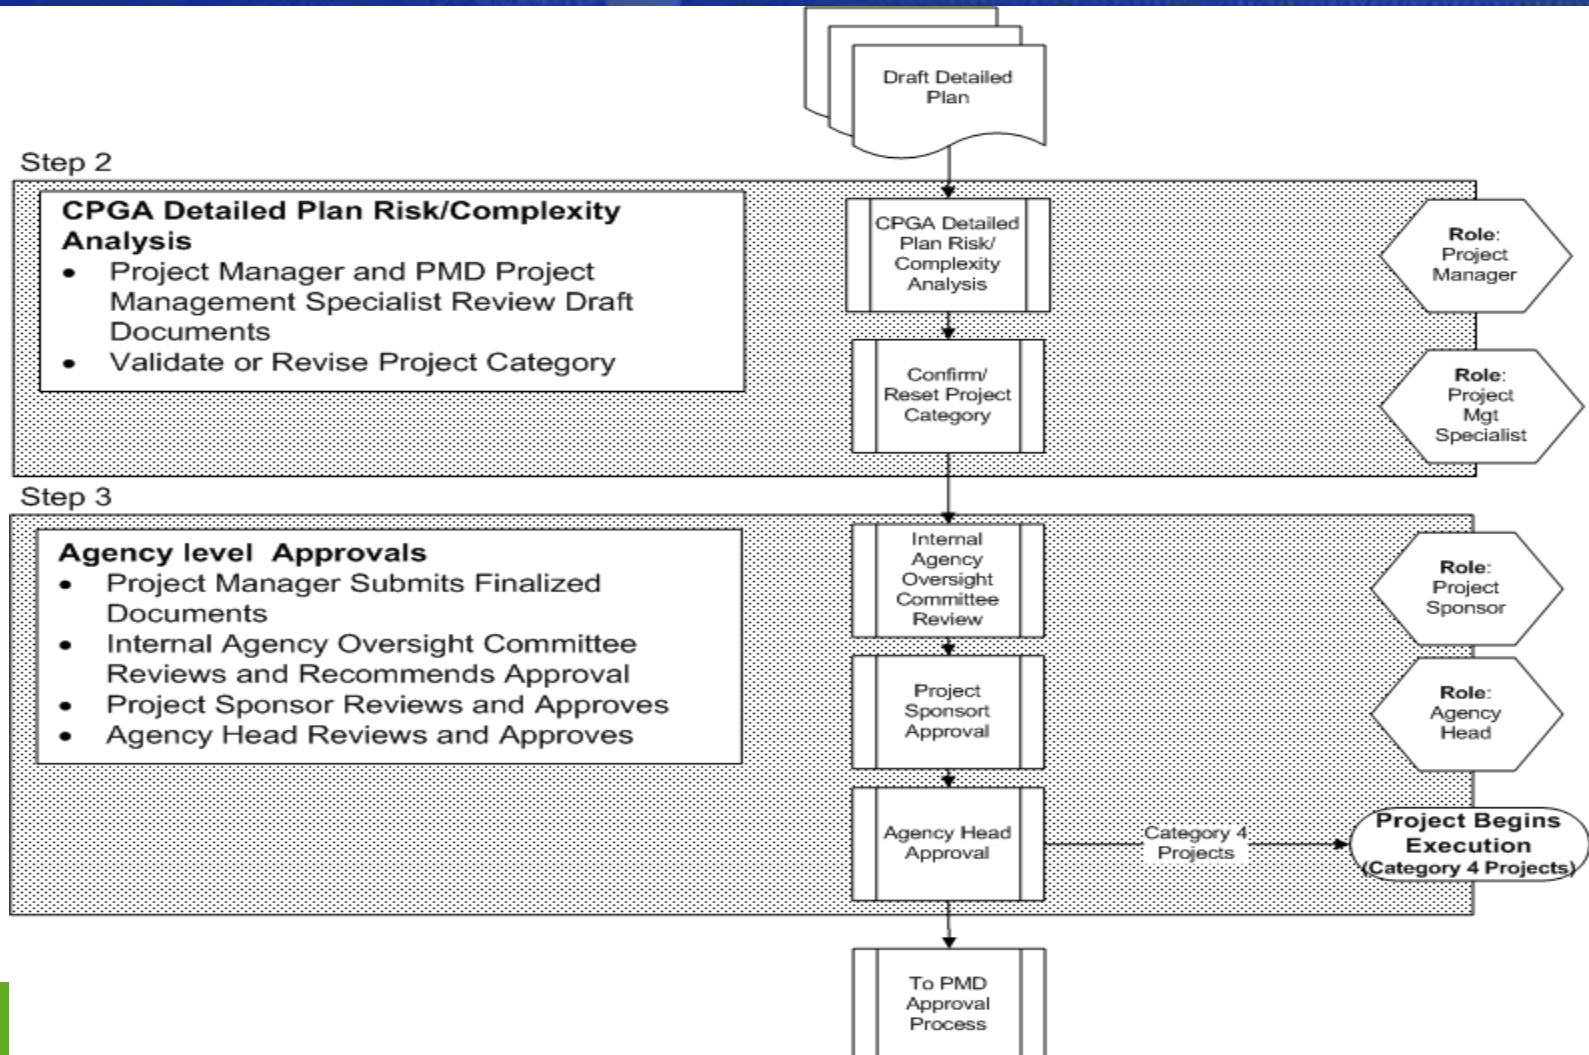 Draft Detailed
Plan
Step 2
CPGA Detailed Plan Risk/Complexity
Analysis
• Project Manager and PMD Project
Management Specialist Review Draft
Documents
• Validate or Revise Project Category
CPGA Detailed
Plan Risk/
Complexity
Analysis
Role:
Project
Manager
Confirm/
Reset Project
Category
Role:
Project
Mgt
Specialist
Step 3
Agency level  Approvals
• Project Manager Submits Finalized
Documents
• Internal Agency Oversight Committee
Reviews and Recommends Approval
• Project Sponsor Reviews and Approves
• Agency Head Reviews and Approves
Internal
Agency
Oversight
Committee
Review
Role:
Project
Sponsor
Project
Sponsort
Approval
Role:
Agency
Head
Agency Head
Approval
Category 4
Projects
Project Begins
Execution
(Category 4 Projects)
To PMD
Approval
Process